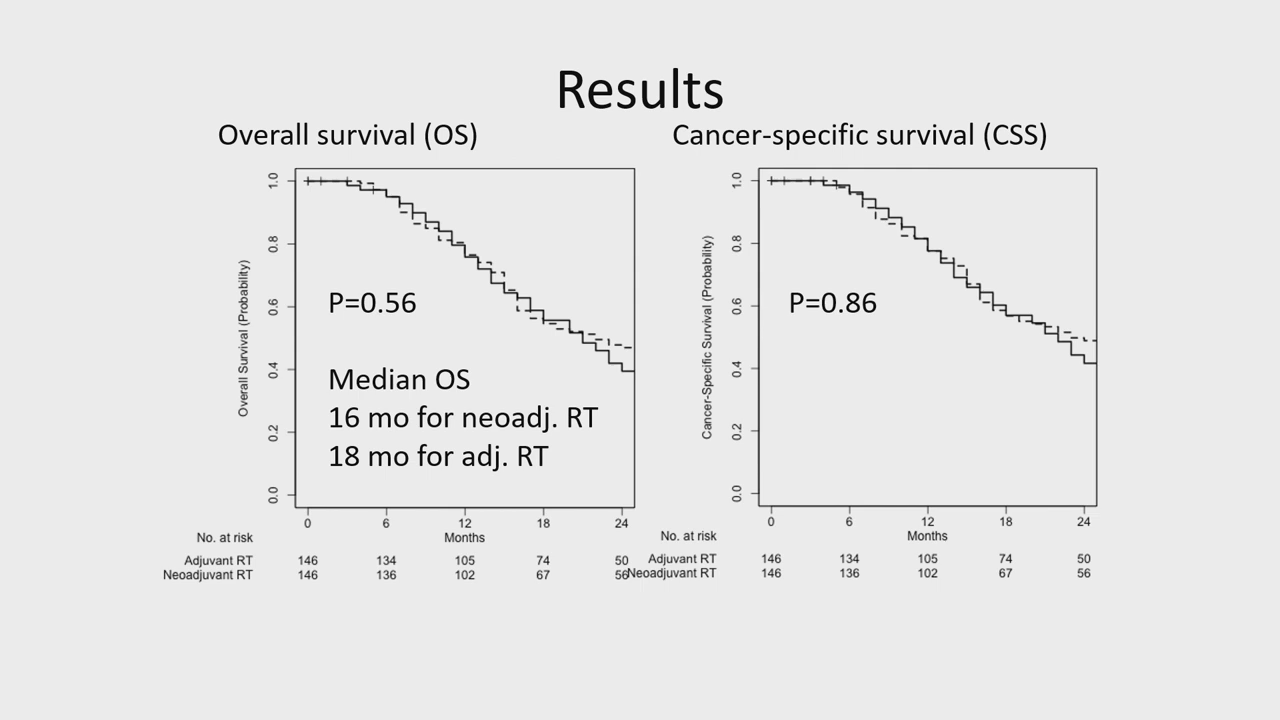 Results
Overall survival (OS)
Overall Survival (Probability)
1.0
0.8
0.6
0.4
0.2
0.0
P=0.56
Median OS
16 mo for neoadj. RT
18 mo for adj. RT
0 6 12 18 24
No. at risk Months
Adjuvant RT 146 134 105 74 50
Neoadjuvant RT 146 136 102 67 56
Cancer-specific survival (CSS)
Cancer-Specific Survival (Probability)
1.0
0.8
0.6
0.4
0.2
0.0
P=0.86
0 6 12 18 24
No. at risk Months
Adjuvant RT 146 134 105 74 50
Neoadjuvant RT 146 136 102 67 56